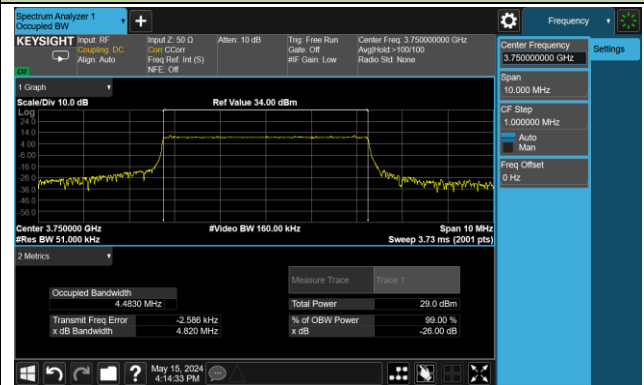 Spectrum Analyzer 1
Occupied BW
Frequency
KEYSIGHT
Input: RF
Coupling: DC
Align: Auto
Input Z: 50 Ω
Corr CCorr
Freq Ref: Int (S)
NFE: Off
Atten: 10 dB
Trig: Free Run
Gate: Off
#IF Gain: Low
Center Freq: 3.750000000 GHz
Avg|Hold:>100/100
Radio Std: None
Center Frequency
3.750000000 GHz
Settings
Span
10.000 MHz
CF Step
1.000000 MHz
Auto
Man
Freq Offset
0 Hz
1 Graph
Scale/Div 10.0 dB
Ref Value 34.00 dBm
Log
24.0
14.0
4.00
-6.00
-16.0
-26.0
-36.0
-46.0
-56.0
Center 3.750000 GHz
#Video BW 160.00 kHz
Span 10 MHz
#Res BW 51.000 kHz
Sweep 3.73 ms (2001 pts)
2 Metrics
Measure Trace
Trace 1
Occupied Bandwidth
4.4830 MHz
Total Power
29.0 dBm
Transmit Freq Error
-2.586 kHz
% of OBW Power
99.00 %
x dB Bandwidth
4.820 MHz
x dB
-26.00 dB
May 15, 2024
4:14:33 PM